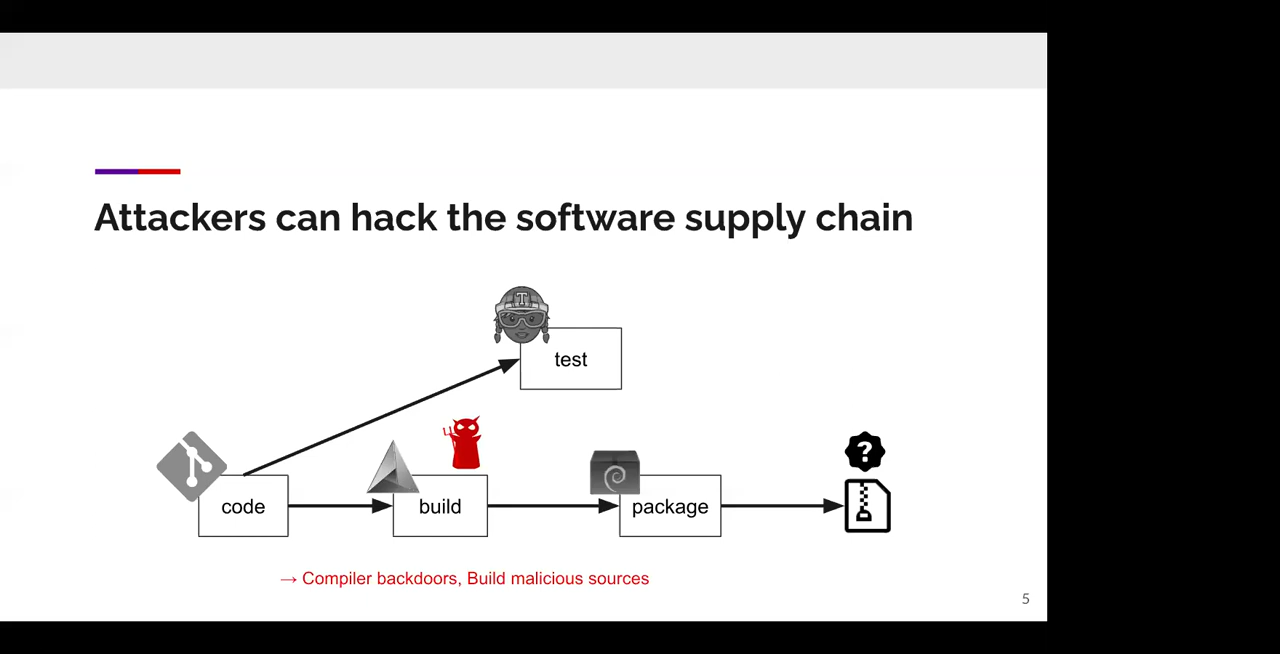 Attackers can hack the software supply chain
T
test
?
code
build
package
→ Compiler backdoors, Build malicious sources
5